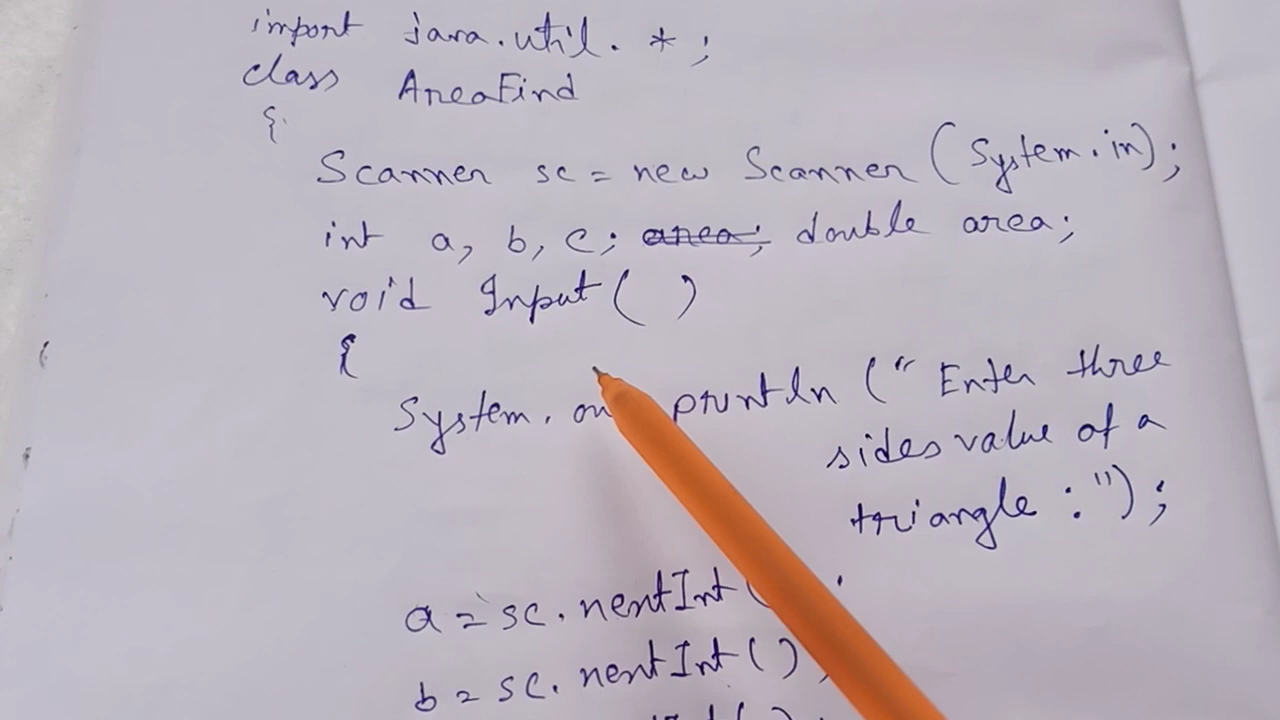 import java.util.*;
class AreaFind
{
Scanner sc = new Scanner (System.in);
int a, b, c; area; double area;
void Input( )
{
System. println (" Enter three
sides value of a
triangle :");
a = sc. nextInt (
b = sc. nextInt ( ) ;